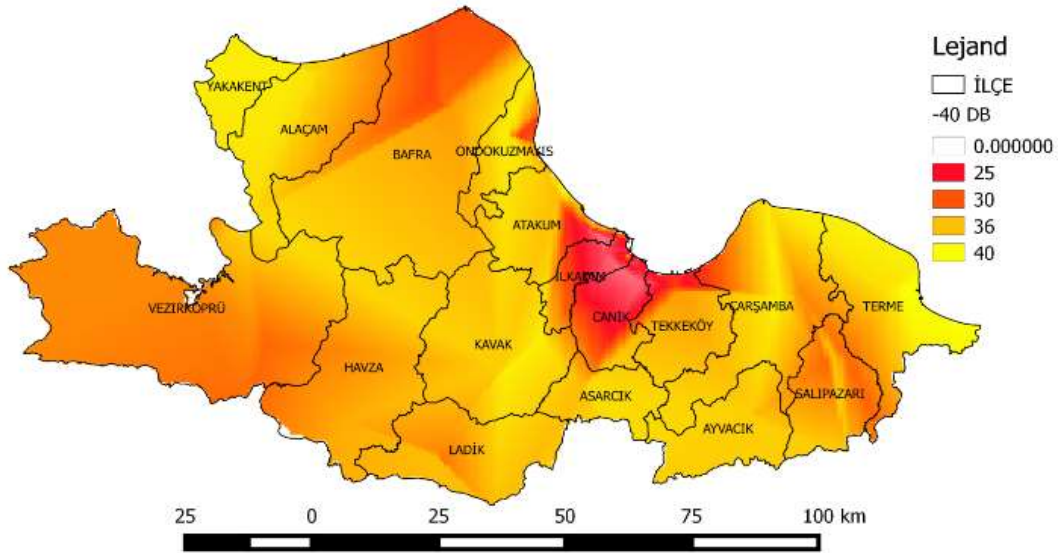 Lejand
İLÇE
-40 DB
0.000000
25
30
36
40
YAKAKENT
ALAÇAM
BAFRA
ONDOKUZMAYIS
ATAKUM
İLKADIM
CANİK
TEKKEKÖY
ÇARŞAMBA
TERME
VEZİRKÖPRÜ
HAVZA
KAVAK
ASARCIK
SALIPAZARI
AYVACIK
LADİK
25 0 25 50 75 100 km